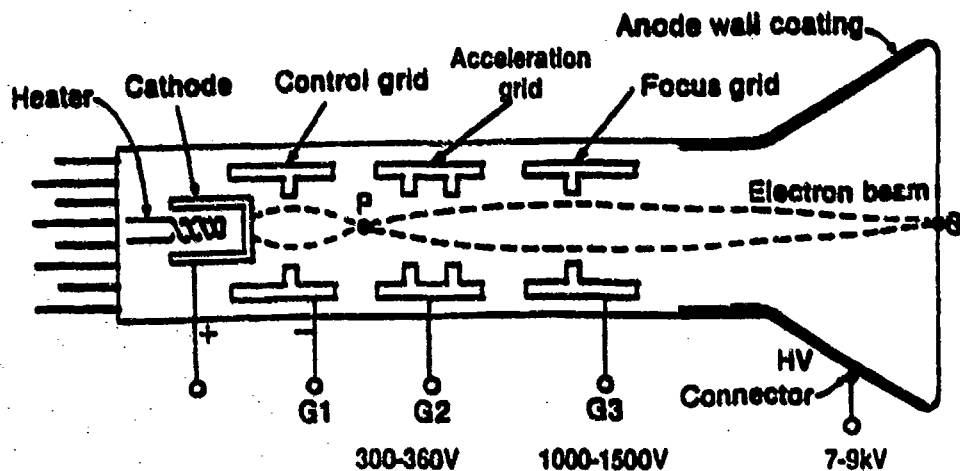 Anode wall coating
Acceleration
grid
Control grid
Focus grid
Cathode
Heater
P
Electron beam
S
+
−
HV
Connector
G1
G2
G3
300-360V
1000-1500V
7-9kV